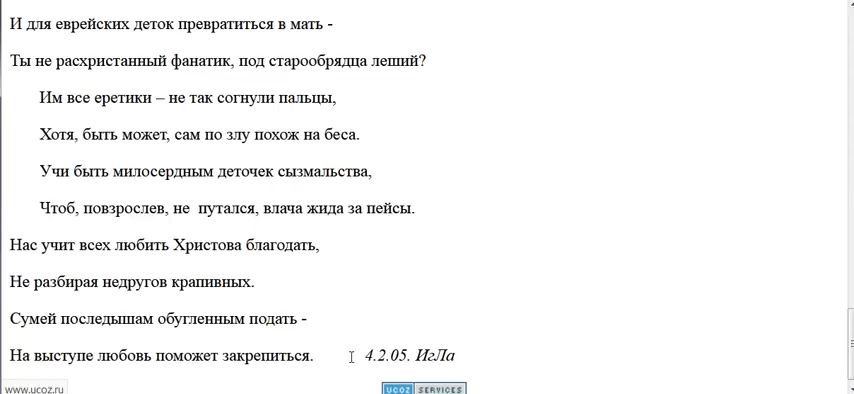 И для еврейских деток превратиться в мать -
Ты не расхристанный фанатик, под старообрядца леший?
Им все еретики – не так согнули пальцы,
Хотя, быть может, сам по злу похож на беса.
Учи быть милосердным деточек сызмальства,
Чтоб, повзрослев, не путался, влача жида за пейсы.
Нас учит всех любить Христова благодать,
Не разбирая недругов крапивных.
Сумей последышам обугленным подать -
На выступе любовь поможет закрепиться. 4.2.05. ИгЛа
www.ucoz.ru
UCOZ SERVICES